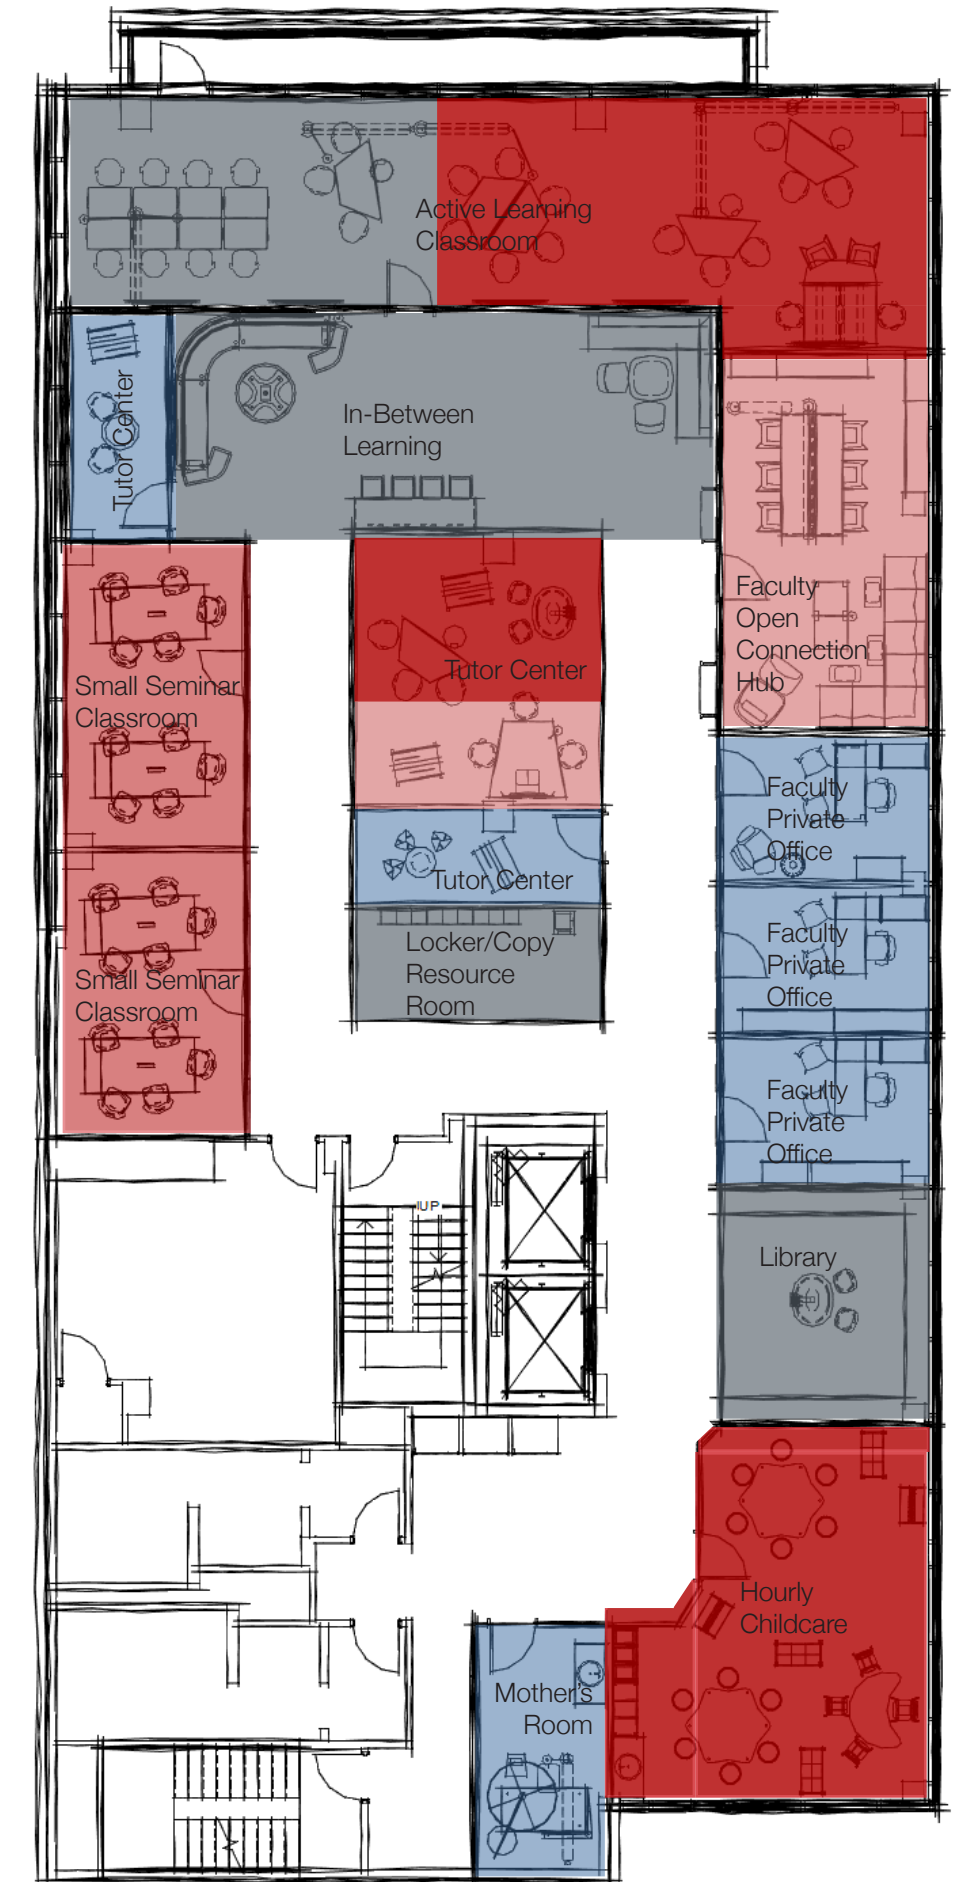 Active Learning
Classroom
Tutor Center
In-Between
Learning
Faculty
Open
Connection
Hub
Small Seminar
Classroom
Tutor Center
Faculty
Private
Office
Tutor Center
Locker/Copy
Resource
Room
Faculty
Private
Office
Small Seminar
Classroom
Faculty
Private
Office
UP
Library
Hourly
Childcare
Mother's
Room